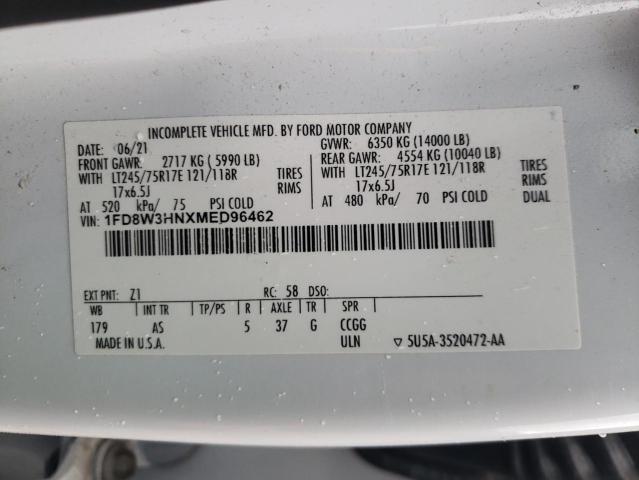 INCOMPLETE VEHICLE MFD. BY FORD MOTOR COMPANY
DATE: 06/21 GVWR: 6350 KG (14000 LB)
FRONT GAWR: 2717 KG ( 5990 LB) REAR GAWR: 4554 KG (10040 LB)
WITH LT245/75R17E 121/118R TIRES WITH LT245/75R17E 121/118R TIRES
17x6.5J RIMS 17x6.5J RIMS
AT 520 kPa/ 75 PSI COLD AT 480 kPa/ 70 PSI COLD DUAL
VIN: 1FD8W3HNXMED96462
EXT PNT: Z1 RC: 58 DSO:
WB INT TR TP/PS R AXLE TR SPR
179 AS 5 37 G CCGG
MADE IN U.S.A. ULN ▽ 5U5A-3520472-AA